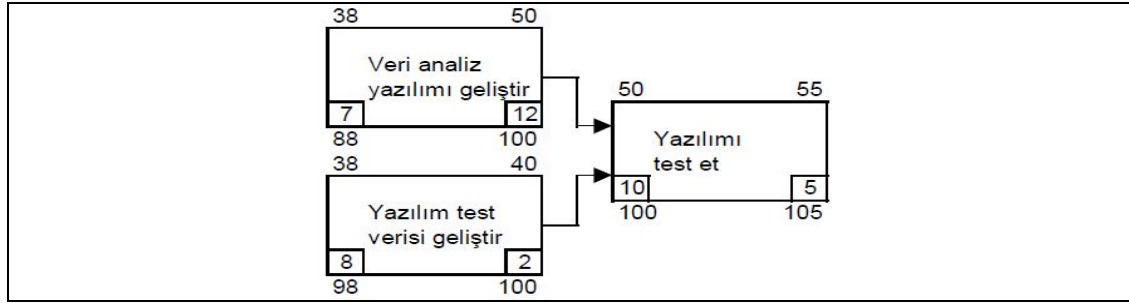 38 50
Veri analiz
yazılımı geliştir
7 12
88 100
38 40
Yazılım test
verisi geliştir
8 2
98 100
50 55
Yazılımı
test et
10 5
100 105